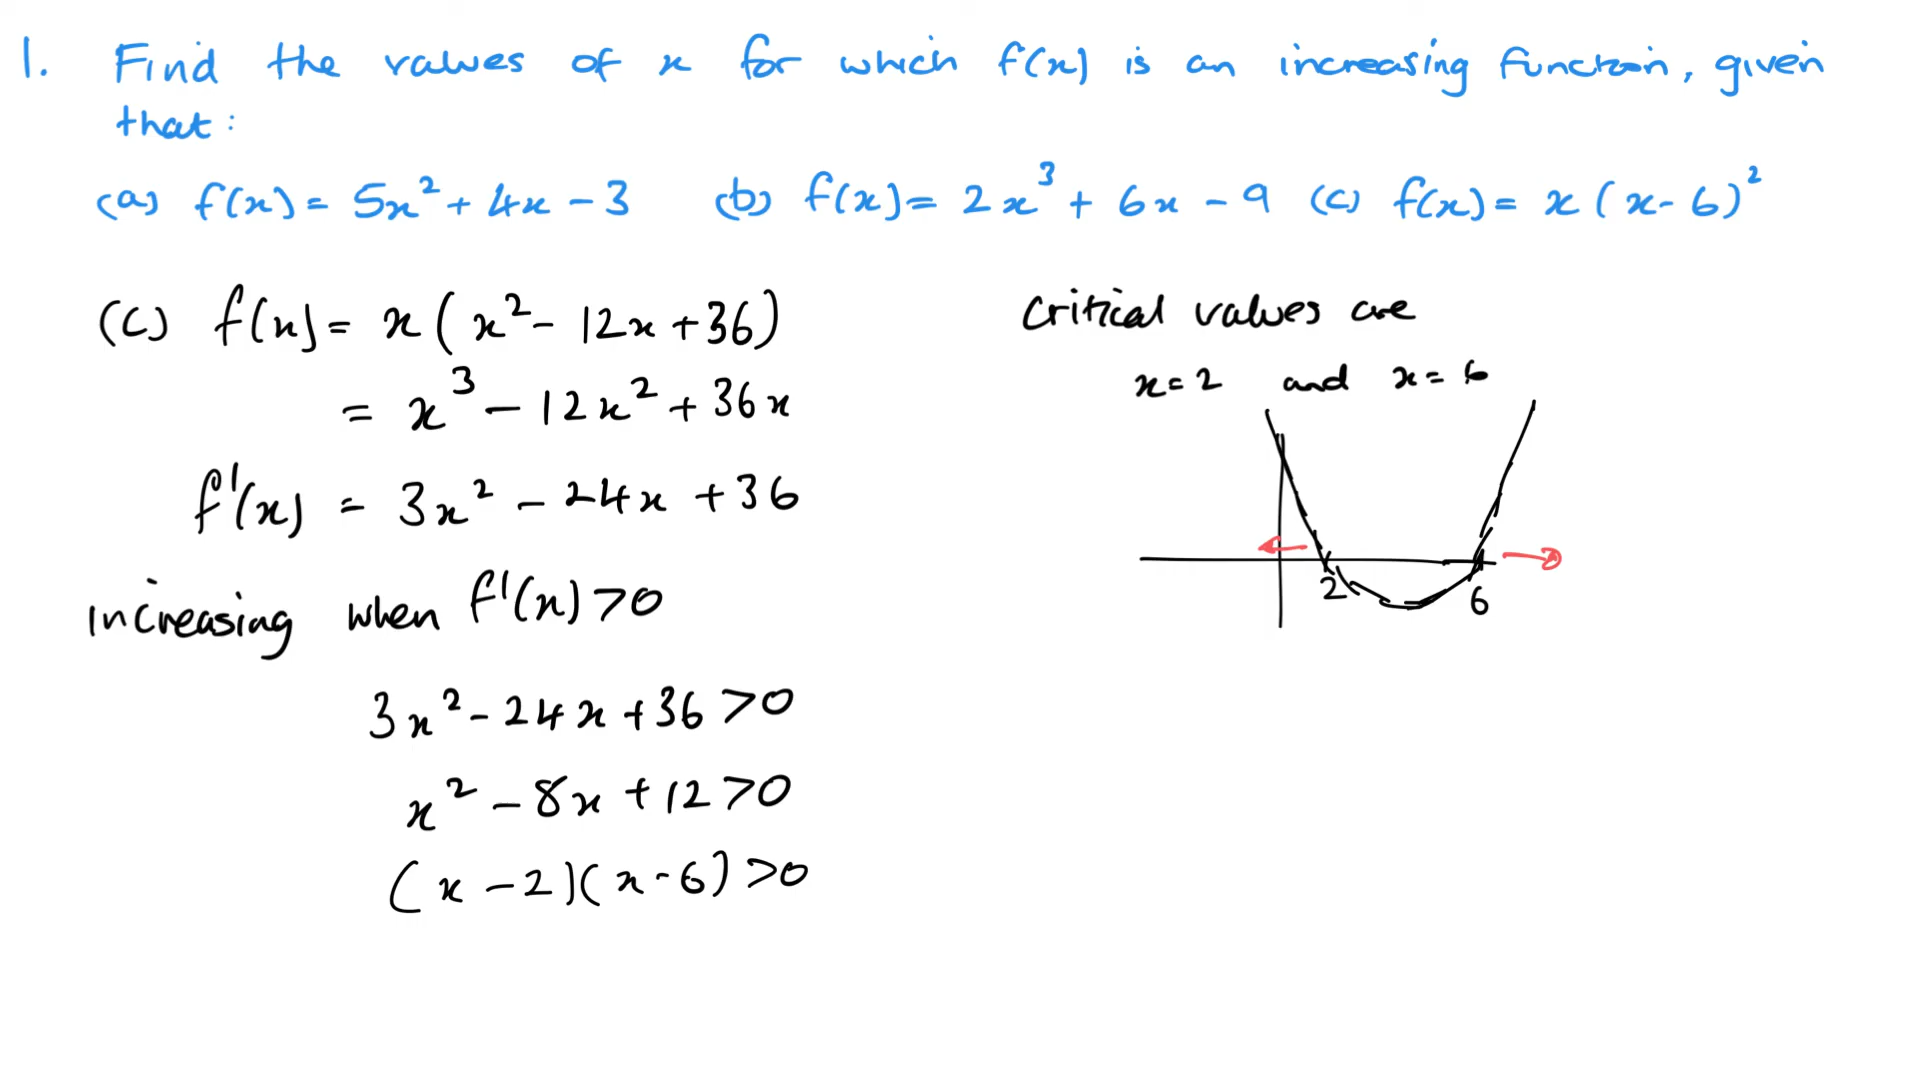 1. Find the values of x for which f(x) is an increasing function, given
that:
(a) f(x) = 5x² + 4x - 3 (b) f(x) = 2x³ + 6x - 9 (c) f(x) = x(x-6)²
(c) f(x) = x(x² - 12x + 36)
= x³ - 12x² + 36x
f'(x) = 3x² - 24x + 36
increasing when f'(x) > 0
3x² - 24x + 36 > 0
x² - 8x + 12 > 0
(x - 2)(x - 6) > 0
Critical values are
x = 2 and x = 6
2 6